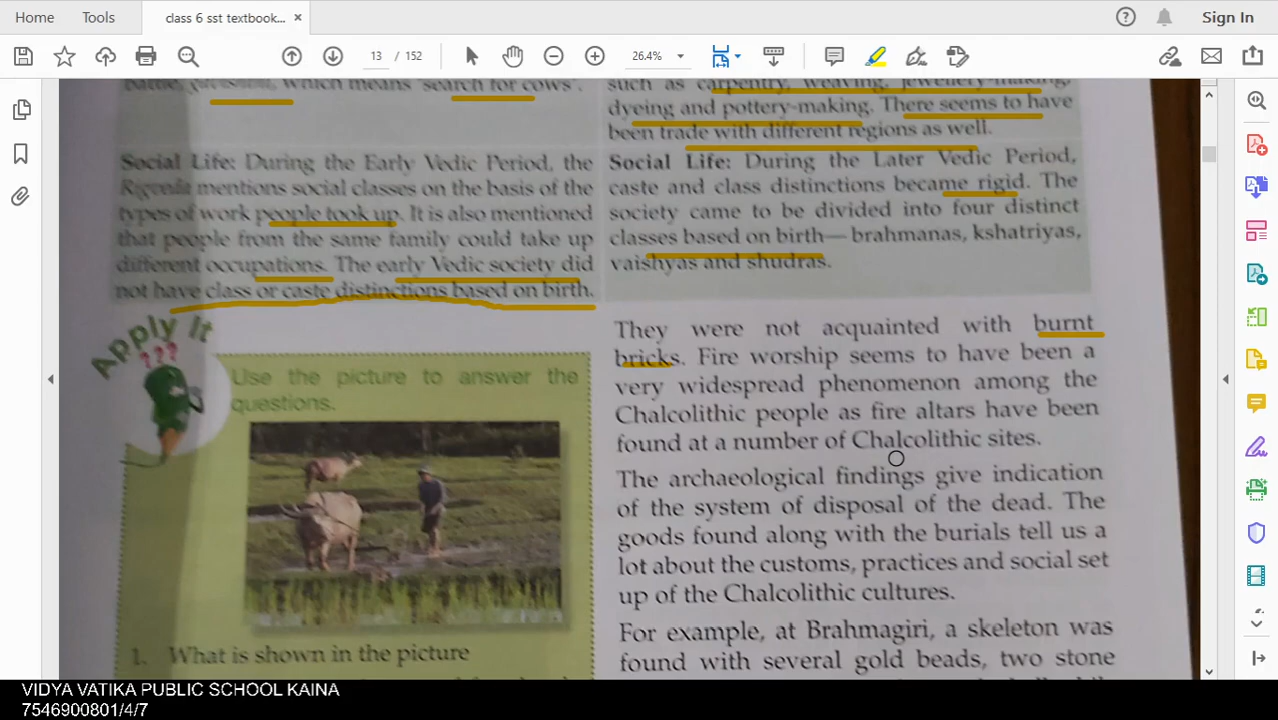 Home
Tools
class 6 sst textbook...
Sign In
13 / 152
26.4%
which means "search for cows".
Social Life: During the Early Vedic Period, the
Rigveda mentions social classes on the basis of the
types of work people took up. It is also mentioned
that people from the same family could take up
different occupations. The early Vedic society did
not have class or caste distinctions based on birth.
Apply It
???
Use the picture to answer the
questions.
1. What is shown in the picture
such as carpentry, weaving, jewellery-making,
dyeing and pottery-making. There seems to have
been trade with different regions as well.
Social Life: During the Later Vedic Period,
caste and class distinctions became rigid. The
society came to be divided into four distinct
classes based on birth— brahmanas, kshatriyas,
vaishyas and shudras.
They were not acquainted with burnt
bricks. Fire worship seems to have been a
very widespread phenomenon among the
Chalcolithic people as fire altars have been
found at a number of Chalcolithic sites.
The archaeological findings give indication
of the system of disposal of the dead. The
goods found along with the burials tell us a
lot about the customs, practices and social set
up of the Chalcolithic cultures.
For example, at Brahmagiri, a skeleton was
found with several gold beads, two stone
VIDYA VATIKA PUBLIC SCHOOL KAINA
7546900801/4/7